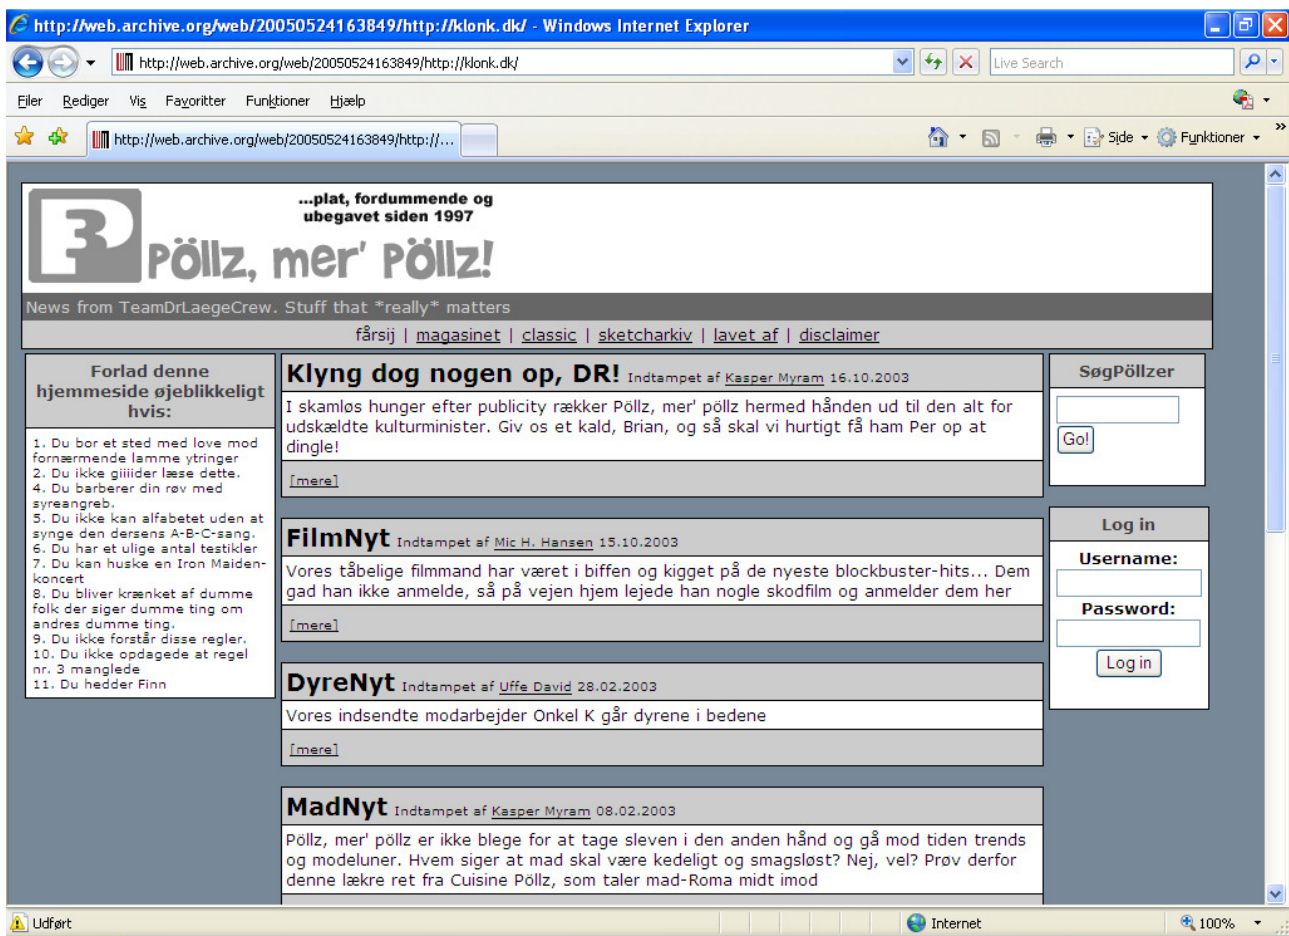 http://web.archive.org/web/20050524163849/http://klonk.dk/ - Windows Internet Explorer
http://web.archive.org/web/20050524163849/http://klonk.dk/
Live Search
Filer Rediger Vis Favoritter Funktioner Hjælp
http://web.archive.org/web/20050524163849/http://...
Side Funktioner »
...plat, fordummende og
ubegavet siden 1997
P3
Pöllz, mer' Pöllz!
News from TeamDrLaegeCrew. Stuff that *really* matters
fårsij | magasinet | classic | sketcharkiv | lavet af | disclaimer
Forlad denne
hjemmeside øjeblikkeligt
hvis:
1. Du bor et sted med love mod
fornærmende lamme ytringer
2. Du ikke giiiider læse dette.
4. Du barberer din røv med
syreangreb.
5. Du ikke kan alfabetet uden at
synge den dersens A-B-C-sang.
6. Du har et ulige antal testikler
7. Du kan huske en Iron Maiden-
koncert
8. Du bliver krænket af dumme
folk der siger dumme ting om
andres dumme ting.
9. Du ikke forstår disse regler.
10. Du ikke opdagede at regel
nr. 3 manglede
11. Du hedder Finn
Klyng dog nogen op, DR! Indtampet af Kasper Myram 16.10.2003
I skamløs hunger efter publicity rækker Pöllz, mer' pöllz hermed hånden ud til den alt for
udskældte kulturminister. Giv os et kald, Brian, og så skal vi hurtigt få ham Per op at
dingle!
[mere]
FilmNyt Indtampet af Mic H. Hansen 15.10.2003
Vores tåbelige filmmand har været i biffen og kigget på de nyeste blockbuster-hits... Dem
gad han ikke anmelde, så på vejen hjem lejede han nogle skodfilm og anmelder dem her
[mere]
DyreNyt Indtampet af Uffe David 28.02.2003
Vores indsendte modarbejder Onkel K går dyrene i bedene
[mere]
MadNyt Indtampet af Kasper Myram 08.02.2003
Pöllz, mer' pöllz er ikke blege for at tage sleven i den anden hånd og gå mod tiden trends
og modeluner. Hvem siger at mad skal være kedeligt og smagsløst? Nej, vel? Prøv derfor
denne lækre ret fra Cuisine Pöllz, som taler mad-Roma midt imod
SøgPöllzer
Go!
Log in
Username:
Password:
Log in
Udført
Internet
100%